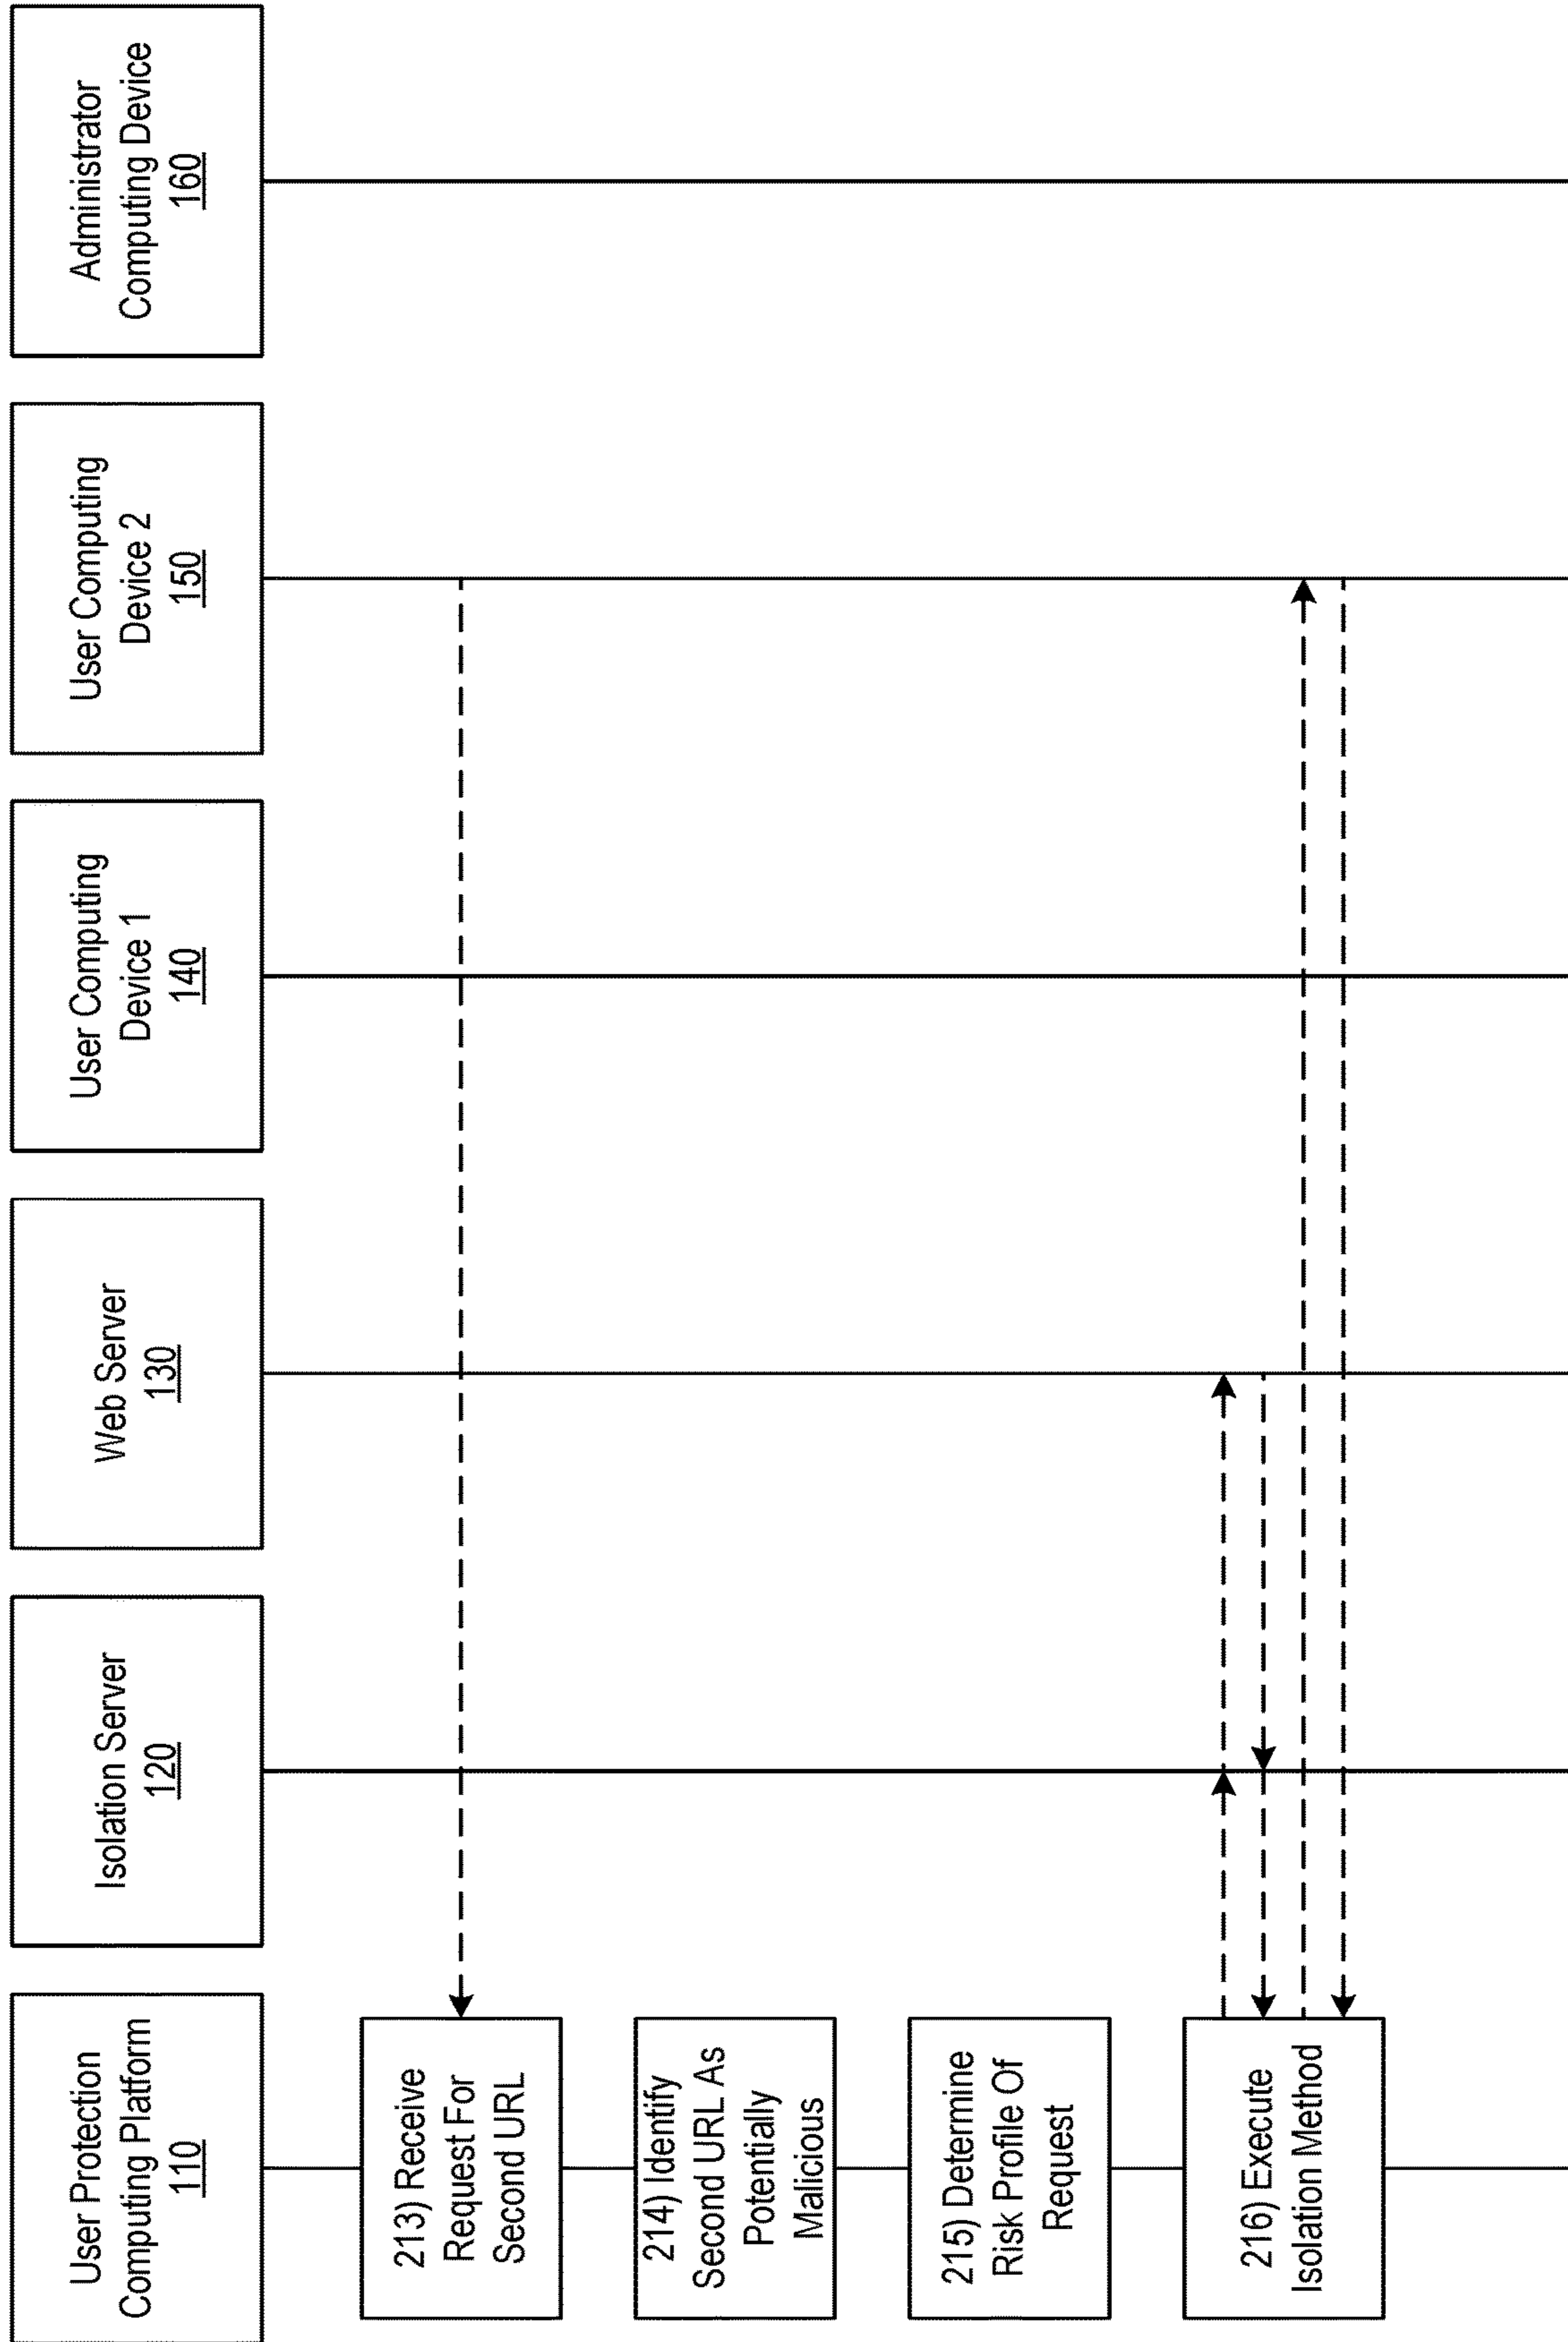 User Protection
Computing Platform
110
Isolation Server
120
Web Server
130
User Computing
Device 1
140
User Computing
Device 2
150
Administrator
Computing Device
160
213) Receive
Request For
Second URL
214) Identify
Second URL As
Potentially
Malicious
215) Determine
Risk Profile Of
Request
216) Execute
Isolation Method